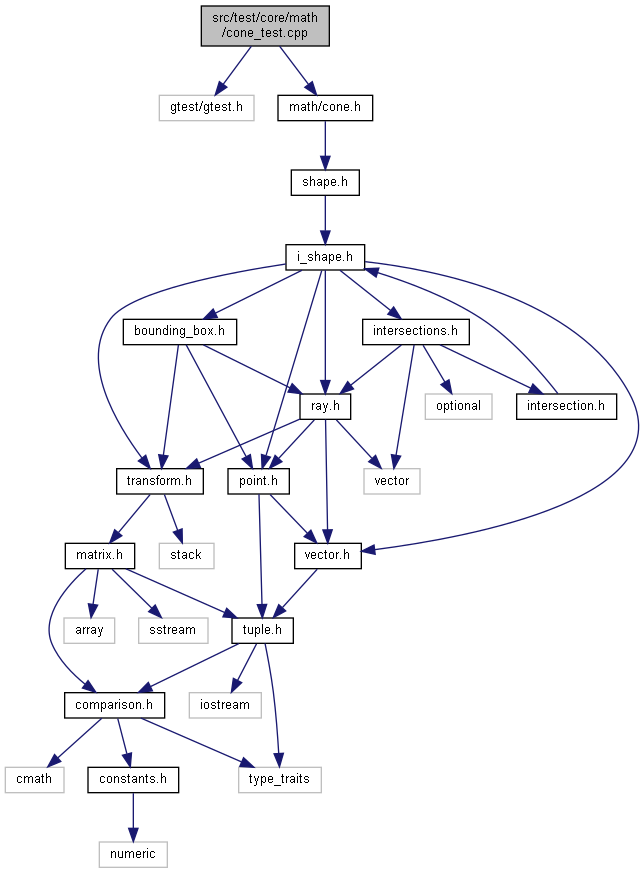 src/test/core/math
/cone_test.cpp
gtest/gtest.h
math/cone.h
shape.h
i_shape.h
bounding_box.h
intersections.h
ray.h
optional
intersection.h
transform.h
point.h
vector
matrix.h
stack
vector.h
array
sstream
tuple.h
comparison.h
iostream
cmath
constants.h
type_traits
numeric